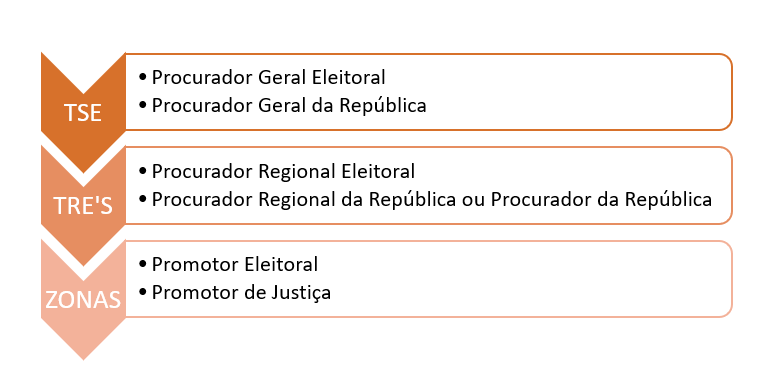 TSE
• Procurador Geral Eleitoral
• Procurador Geral da República
TRE'S
• Procurador Regional Eleitoral
• Procurador Regional da República ou Procurador da República
ZONAS
• Promotor Eleitoral
• Promotor de Justiça